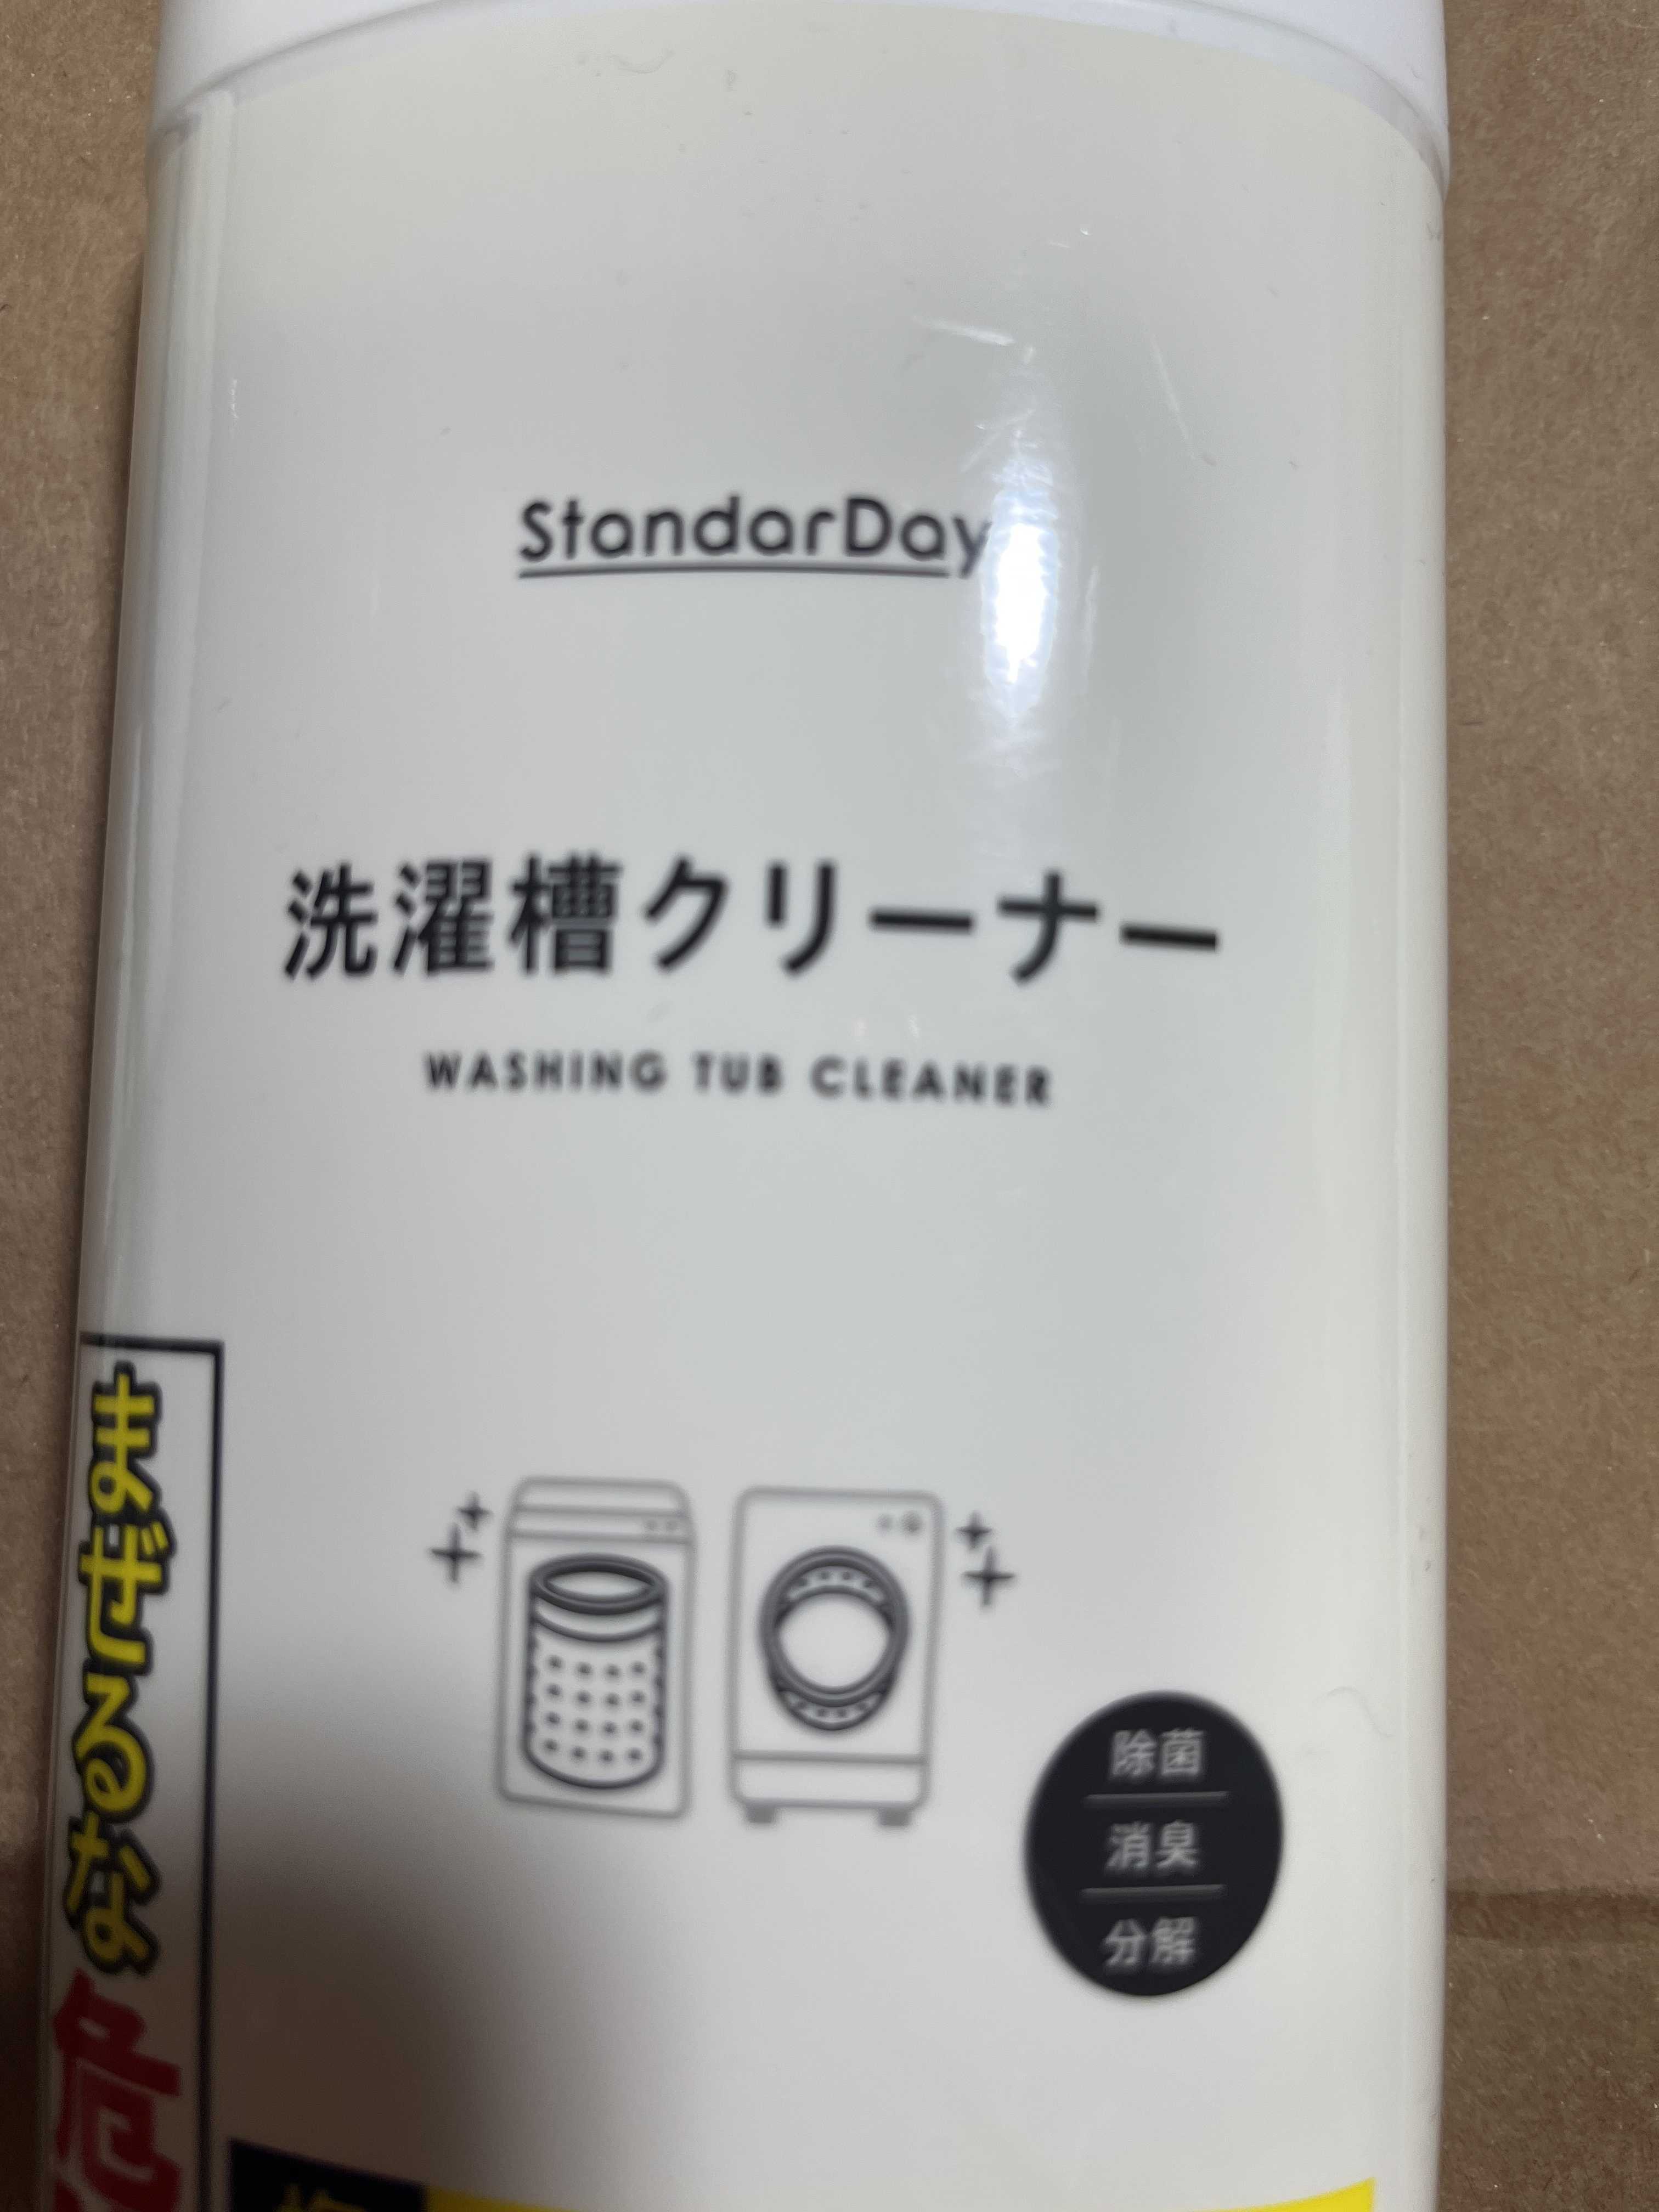 StandarDay
洗濯槽クリーナー
WASHING TUB CLEANER
まぜるな
危
除菌
消臭
分解